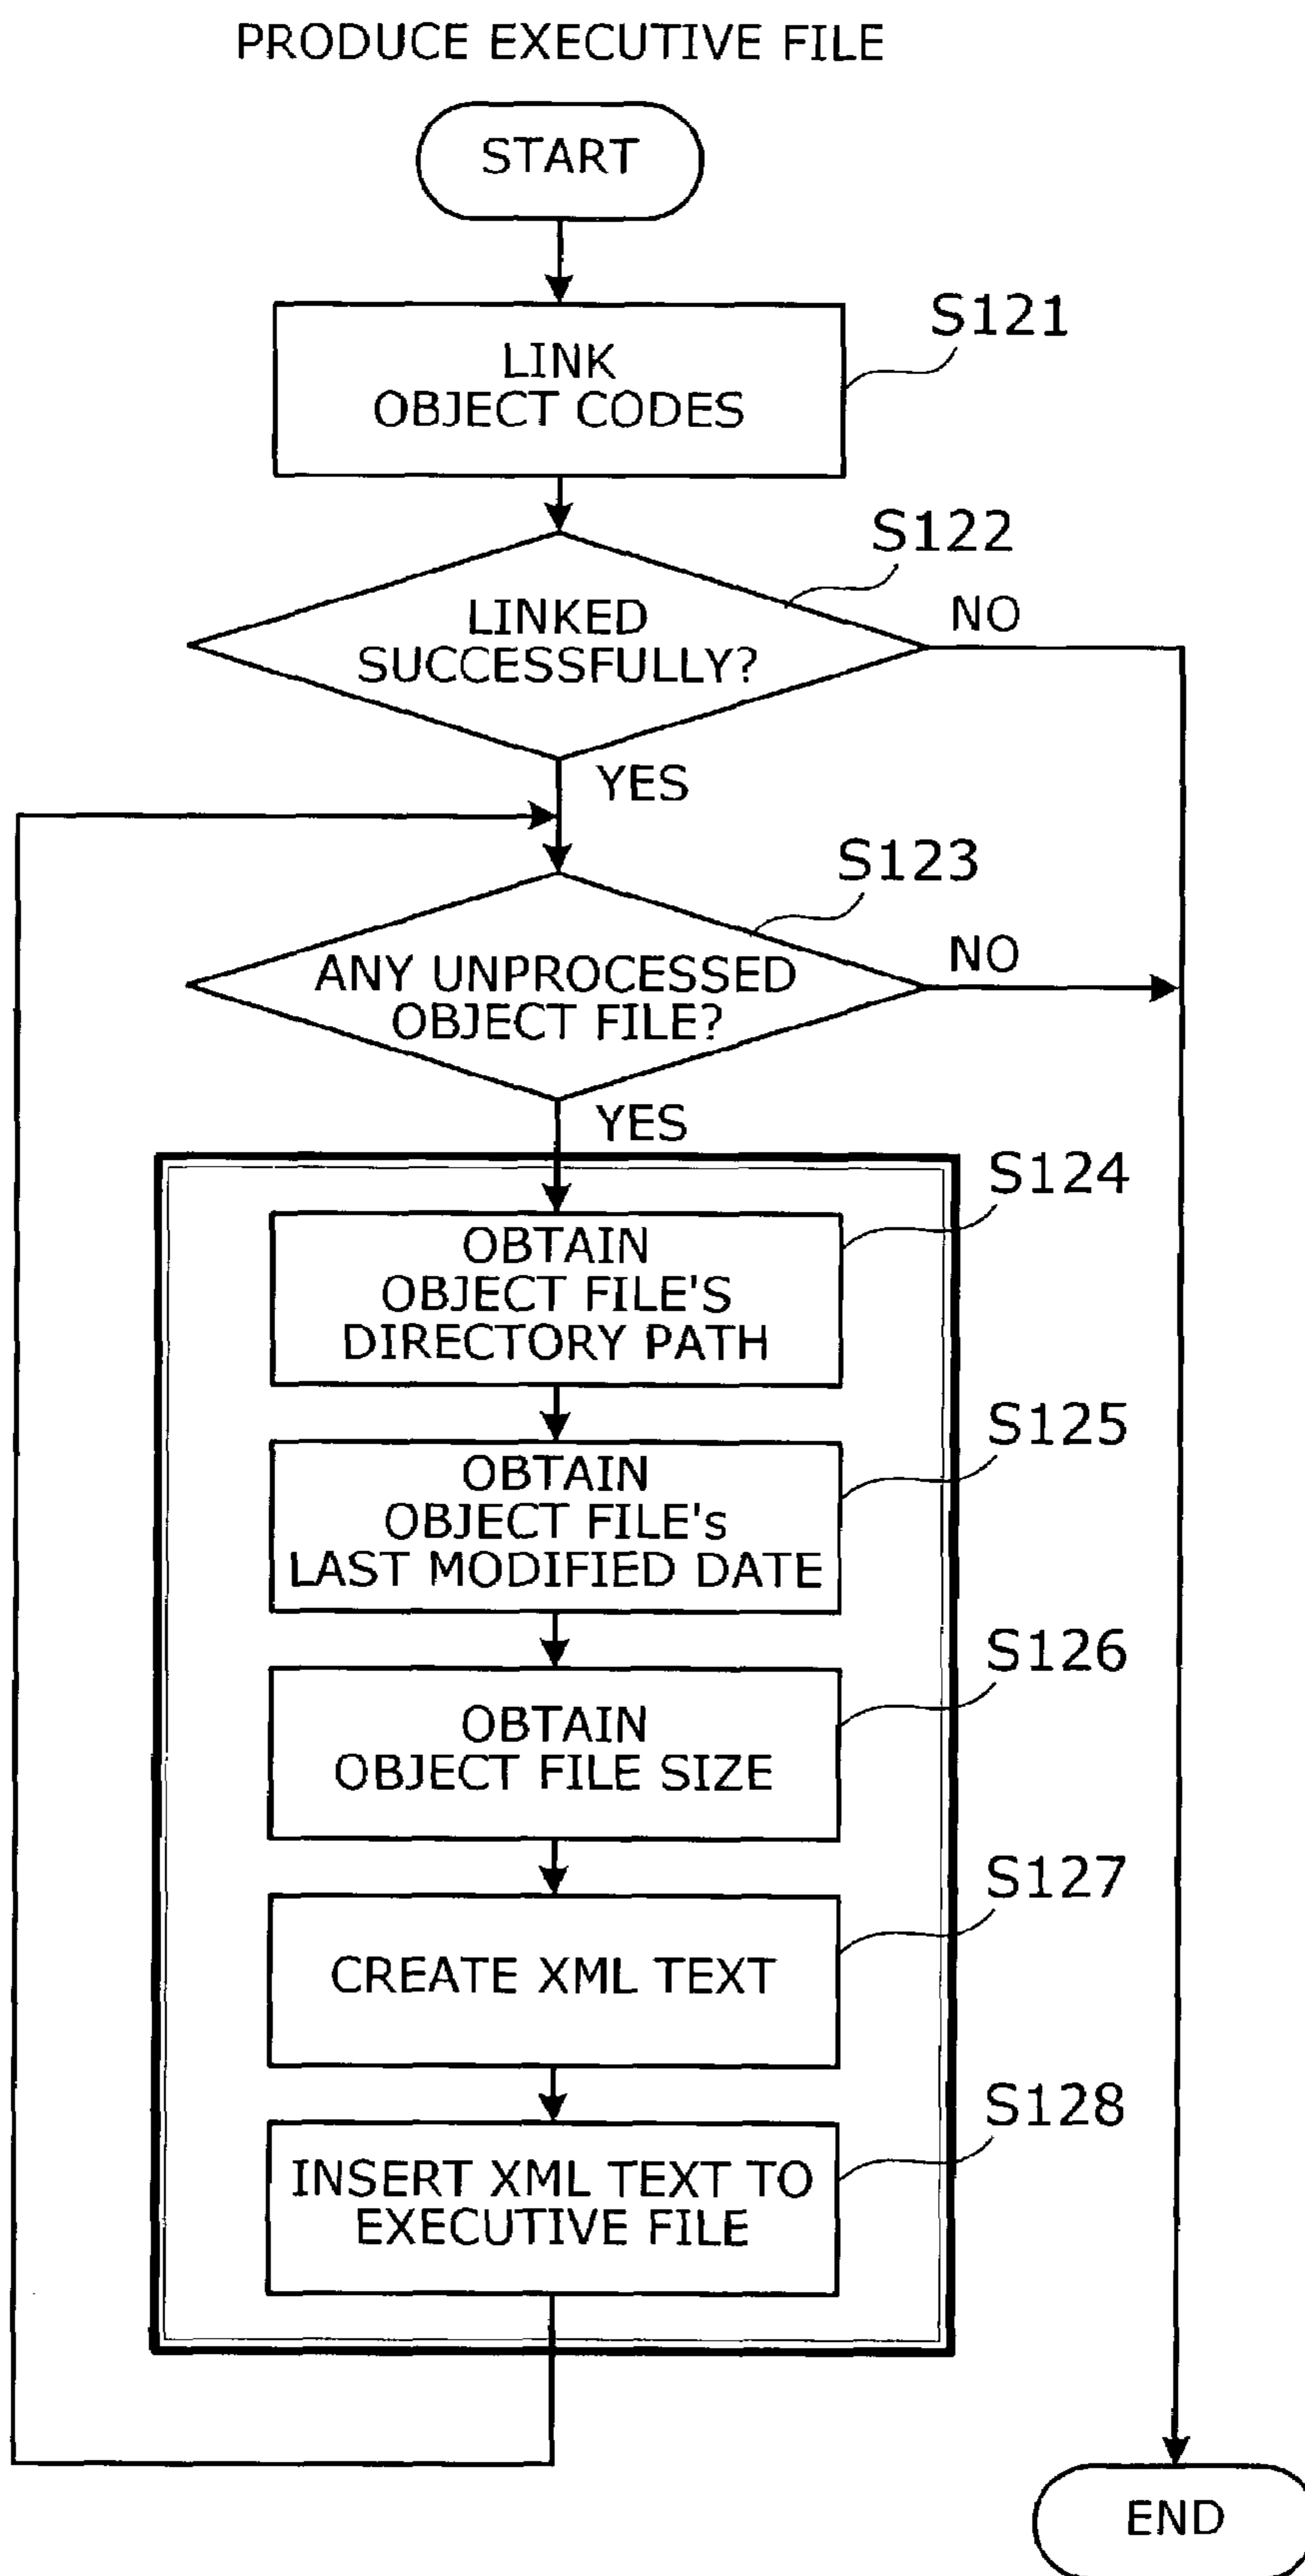 PRODUCE EXECUTIVE FILE
START
S121
LINK
OBJECT CODES
S122
LINKED
SUCCESSFULLY?
NO
YES
S123
ANY UNPROCESSED
OBJECT FILE?
NO
YES
S124
OBTAIN
OBJECT FILE'S
DIRECTORY PATH
S125
OBTAIN
OBJECT FILE's
LAST MODIFIED DATE
S126
OBTAIN
OBJECT FILE SIZE
S127
CREATE XML TEXT
S128
INSERT XML TEXT TO
EXECUTIVE FILE
END